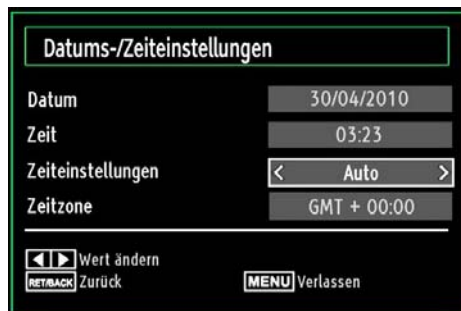 Datums-/Zeiteinstellungen
Datum 30/04/2010
Zeit 03:23
Zeiteinstellungen < Auto >
Zeitzone GMT + 00:00
Wert ändern
RET/BACK Zurück MENU Verlassen